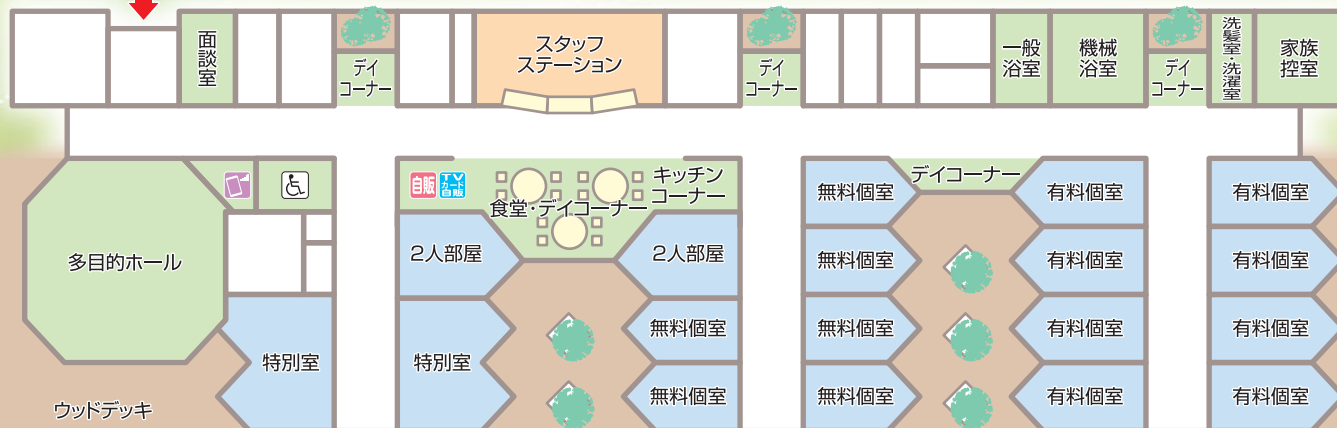 面談室
デイ
コーナー
スタッフ
ステーション
デイ
コーナー
一般
浴室
機械
浴室
デイ
コーナー
洗髪室・洗濯室
家族
控室
自販
TV
カード
自販
キッチン
コーナー
食堂・デイコーナー
デイコーナー
無料個室
有料個室
有料個室
多目的ホール
2人部屋
2人部屋
無料個室
有料個室
有料個室
無料個室
無料個室
有料個室
有料個室
特別室
特別室
無料個室
無料個室
有料個室
有料個室
ウッドデッキ